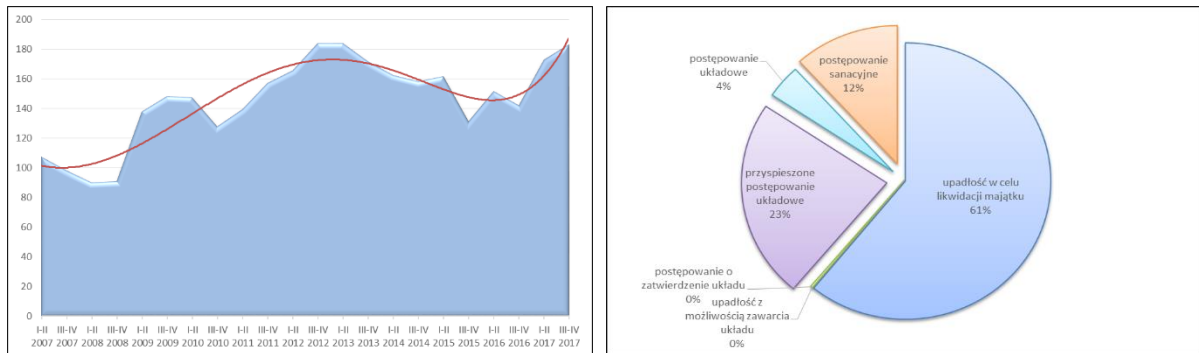 200
180
160
140
120
100
80
60
40
20
0
I-II III-IV I-II III-IV I-II III-IV I-II III-IV I-II III-IV I-II III-IV I-II III-IV I-II III-IV I-II III-IV I-II III-IV I-II III-IV
2007 2007 2008 2008 2009 2009 2010 2010 2011 2011 2012 2012 2013 2013 2014 2014 2015 2015 2016 2016 2017 2017
postępowanie
układowe
4%
postępowanie
sanacyjne
12%
przyspieszone
postępowanie
układowe
23%
upadłość w celu
likwidacji majątku
61%
postępowanie o
zatwierdzenie układu
0%
upadłość z
możliwością zawarcia
układu
0%